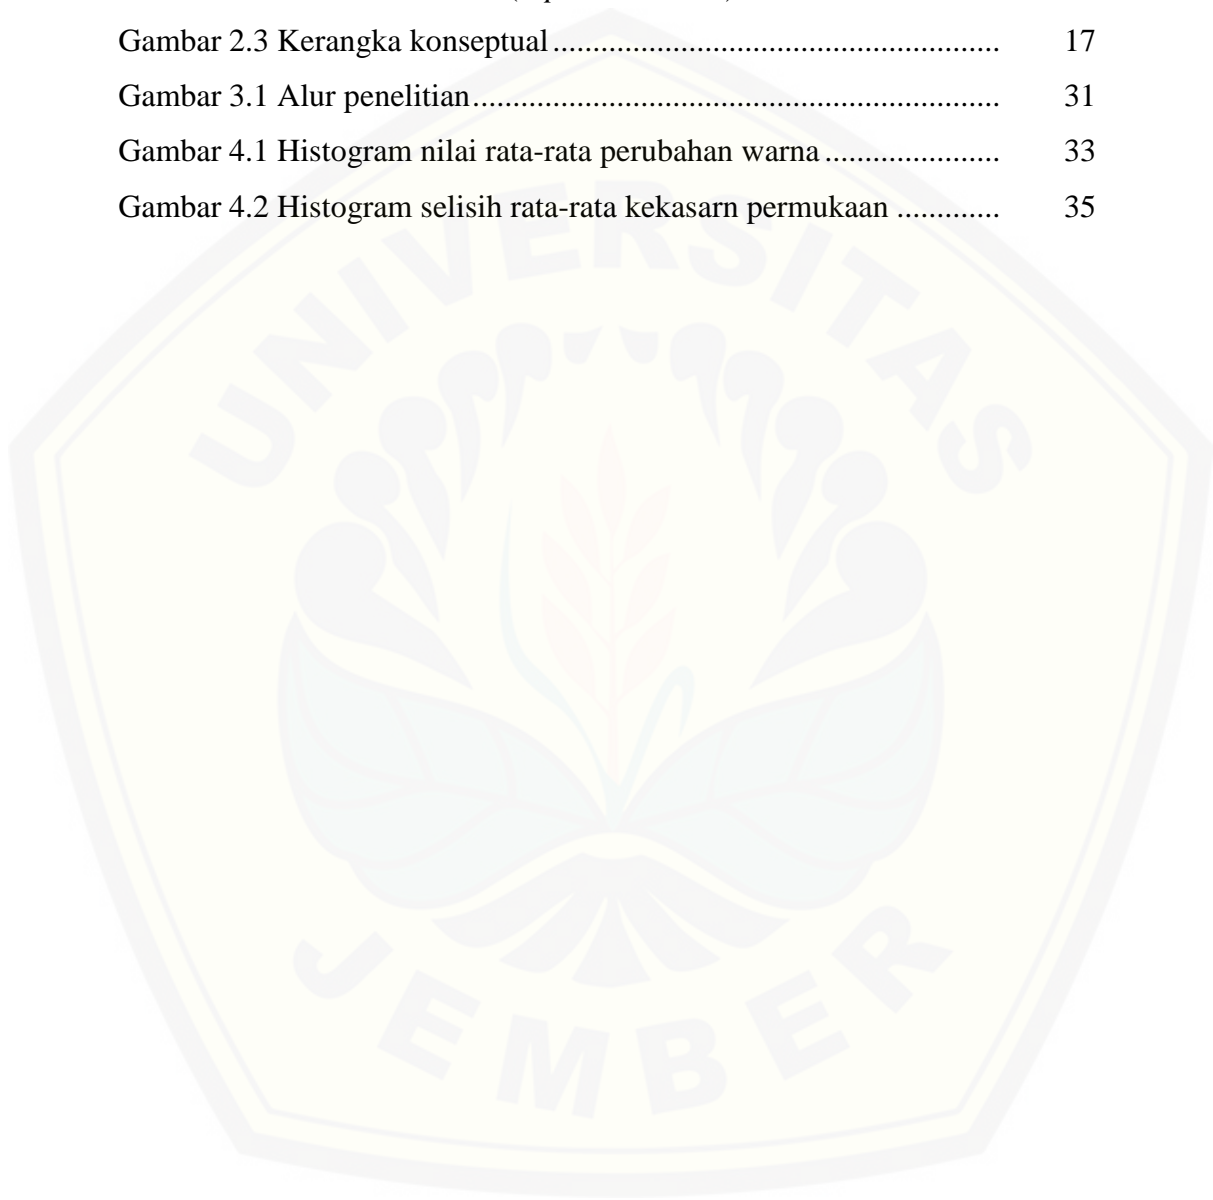 Gambar 2.3 Kerangka konseptual...................................................... 17
Gambar 3.1 Alur penelitian................................................................ 31
Gambar 4.1 Histogram nilai rata-rata perubahan warna..................... 33
Gambar 4.2 Histogram selisih rata-rata kekasarn permukaan ............. 35
UNIVERSITAS
JEMBER